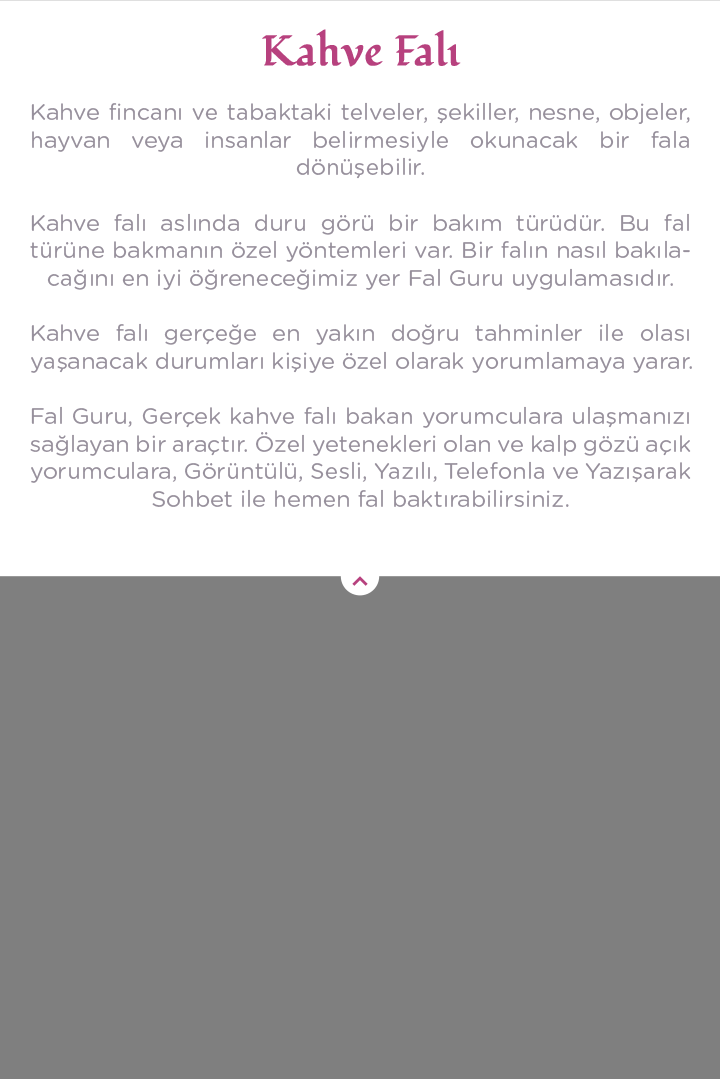 Kahve Falı
Kahve fincanı ve tabaktaki telveler, şekiller, nesne, objeler,
hayvan veya insanlar belirmesiyle okunacak bir fala
dönüşebilir.
Kahve falı aslında duru görü bir bakım türüdür. Bu fal
türüne bakmanın özel yöntemleri var. Bir falın nasıl bakıla-
cağını en iyi öğreneceğimiz yer Fal Guru uygulamasıdır.
Kahve falı gerçeğe en yakın doğru tahminler ile olası
yaşanacak durumları kişiye özel olarak yorumlamaya yarar.
Fal Guru, Gerçek kahve falı bakan yorumculara ulaşmanızı
sağlayan bir araçtır. Özel yetenekleri olan ve kalp gözü açık
yorumculara, Görüntülü, Sesli, Yazılı, Telefonla ve Yazışarak
Sohbet ile hemen fal baktırabilirsiniz.